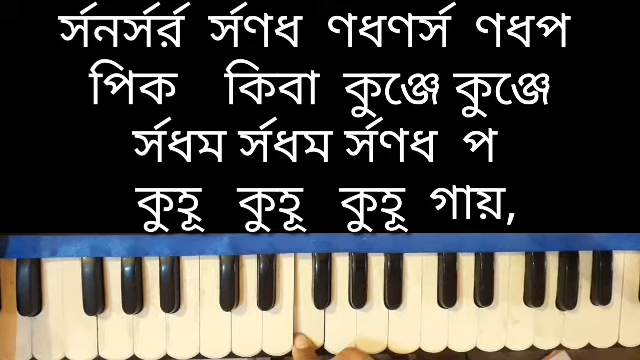 র্সনর্সর্র র্সণধ ণধণর্স ণধপ
পিক কিবা কুঞ্জে কুঞ্জে
র্সধম র্সধম র্সণধ প
কুহূ কুহূ কুহূ গায়,